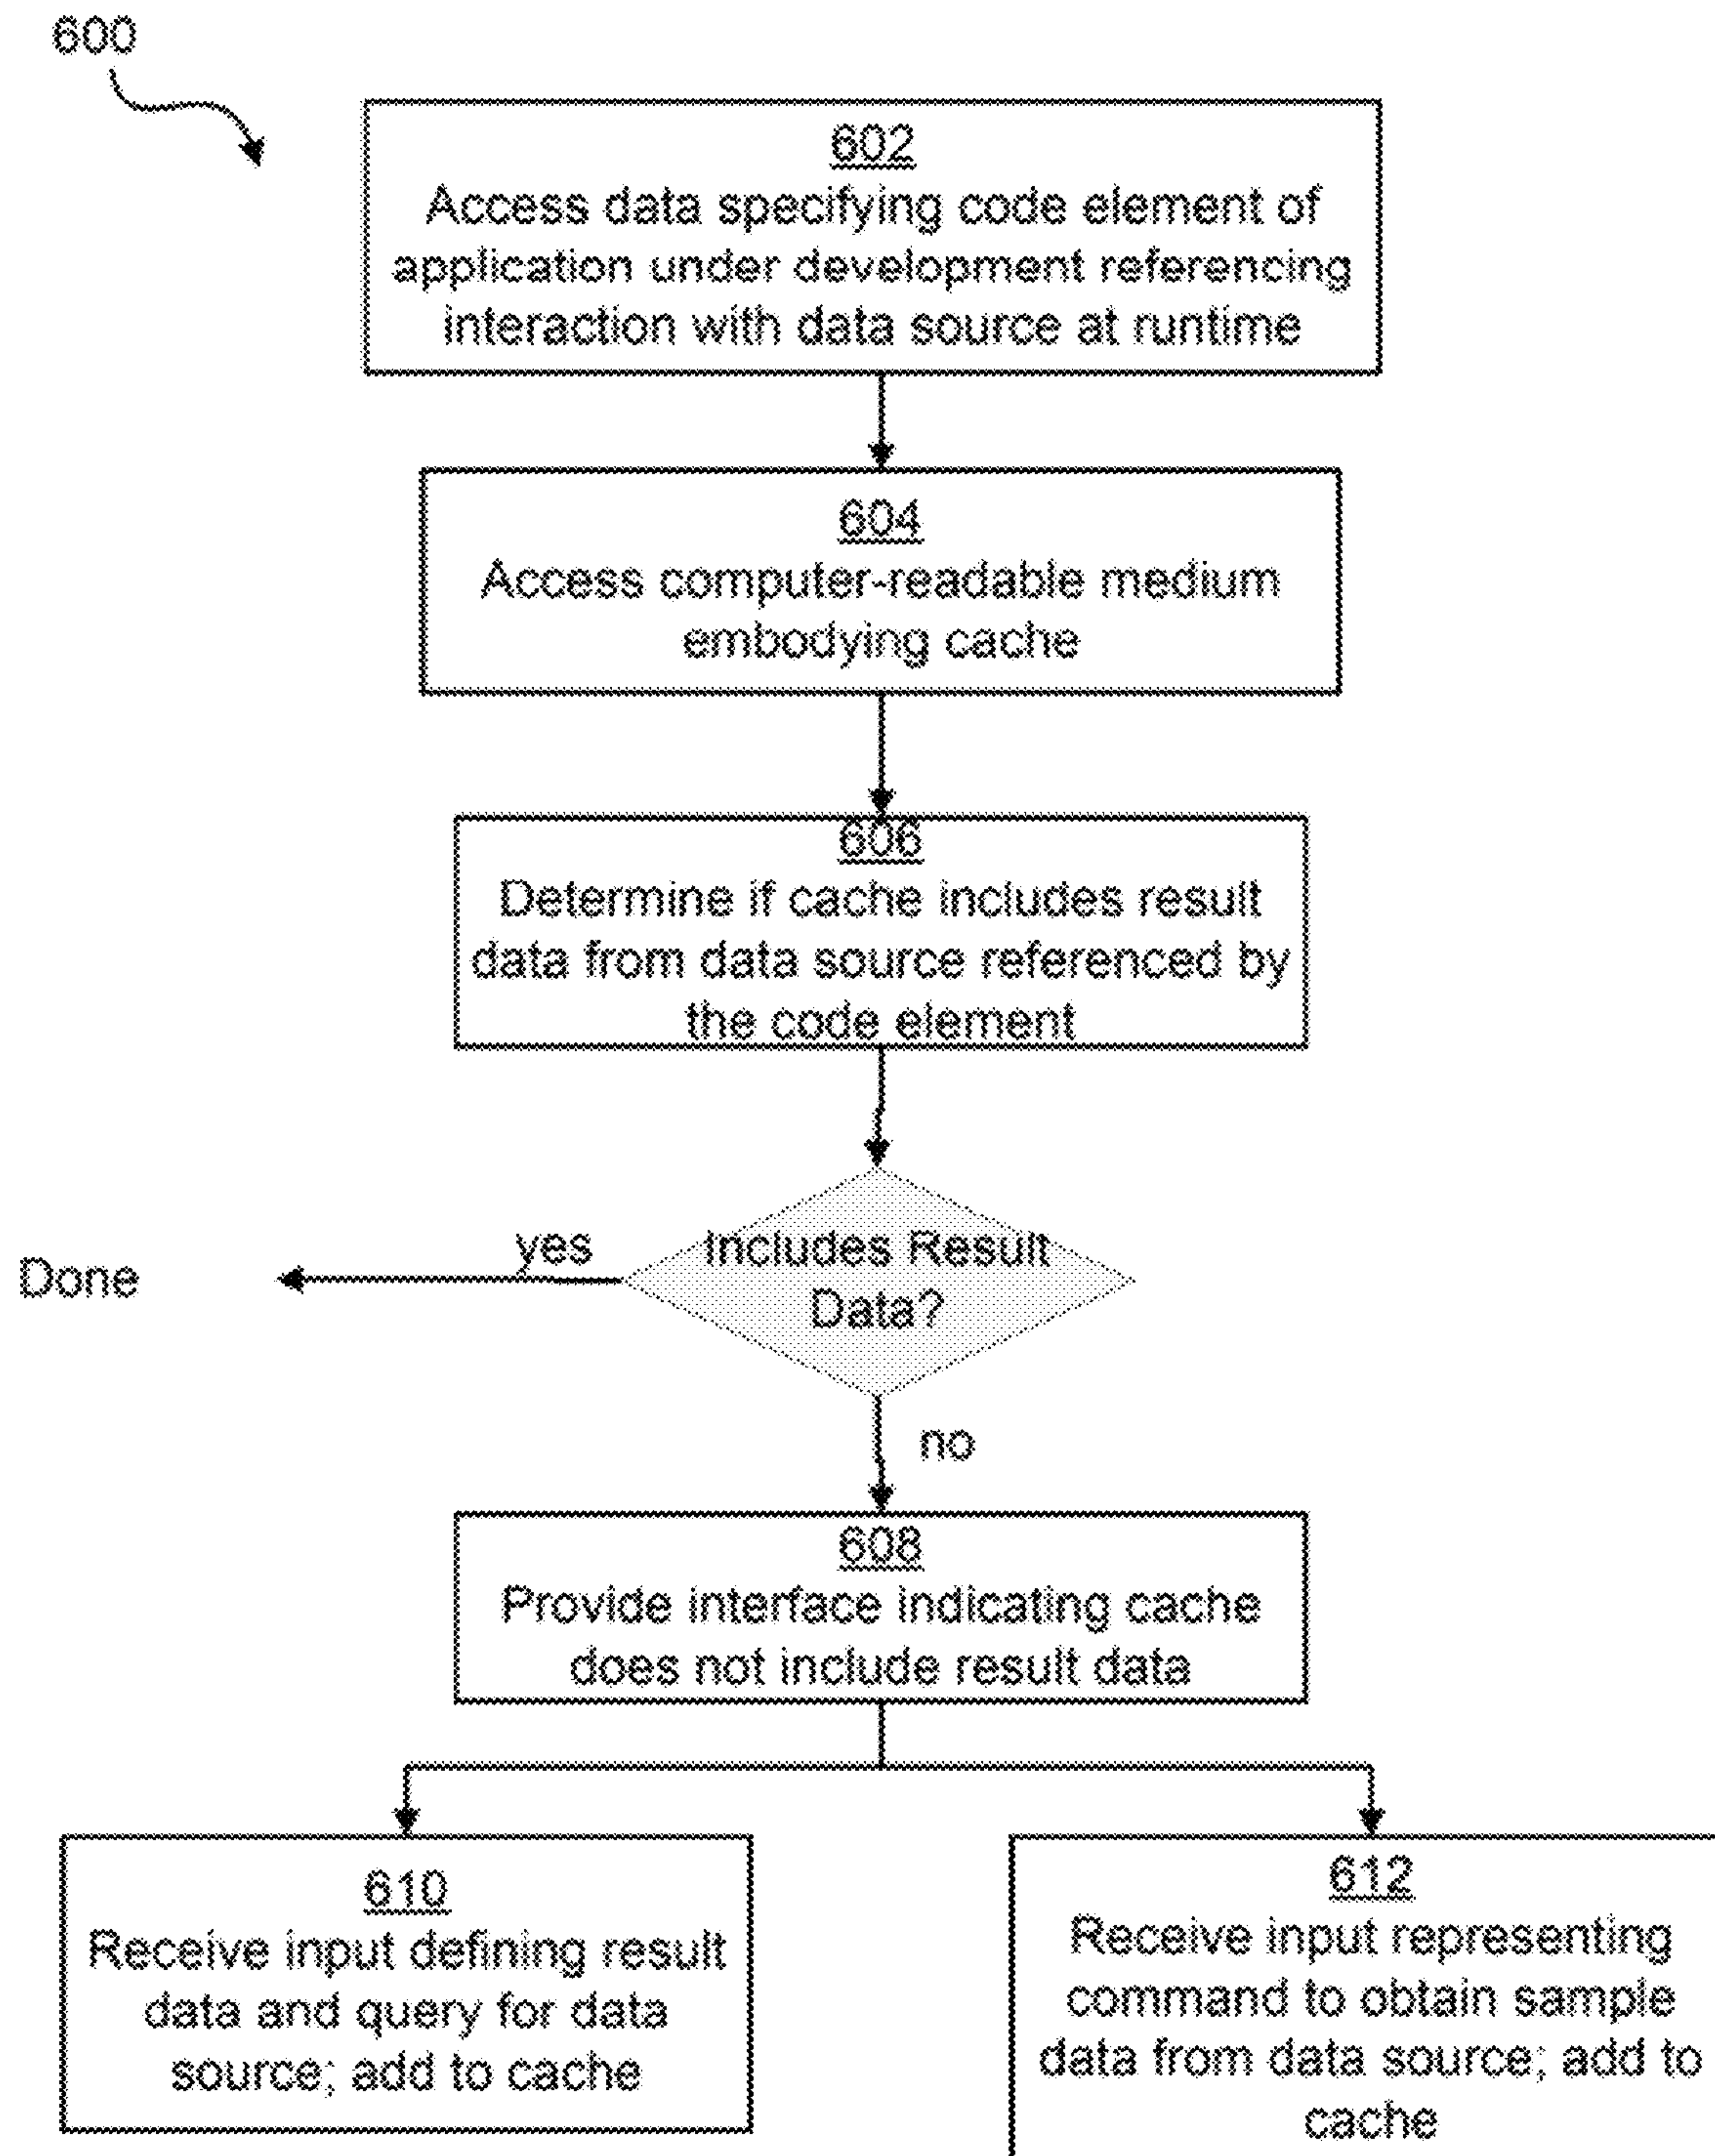 600
602
Access data specifying code element of
application under development referencing
interaction with data source at runtime
604
Access computer-readable medium
embodying cache
606
Determine if cache includes result
data from data source referenced by
the code element
Includes Result
Data?
yes
Done
no
608
Provide interface indicating cache
does not include result data
610
Receive input defining result
data and query for data
source; add to cache
612
Receive input representing
command to obtain sample
data from data source; add to
cache